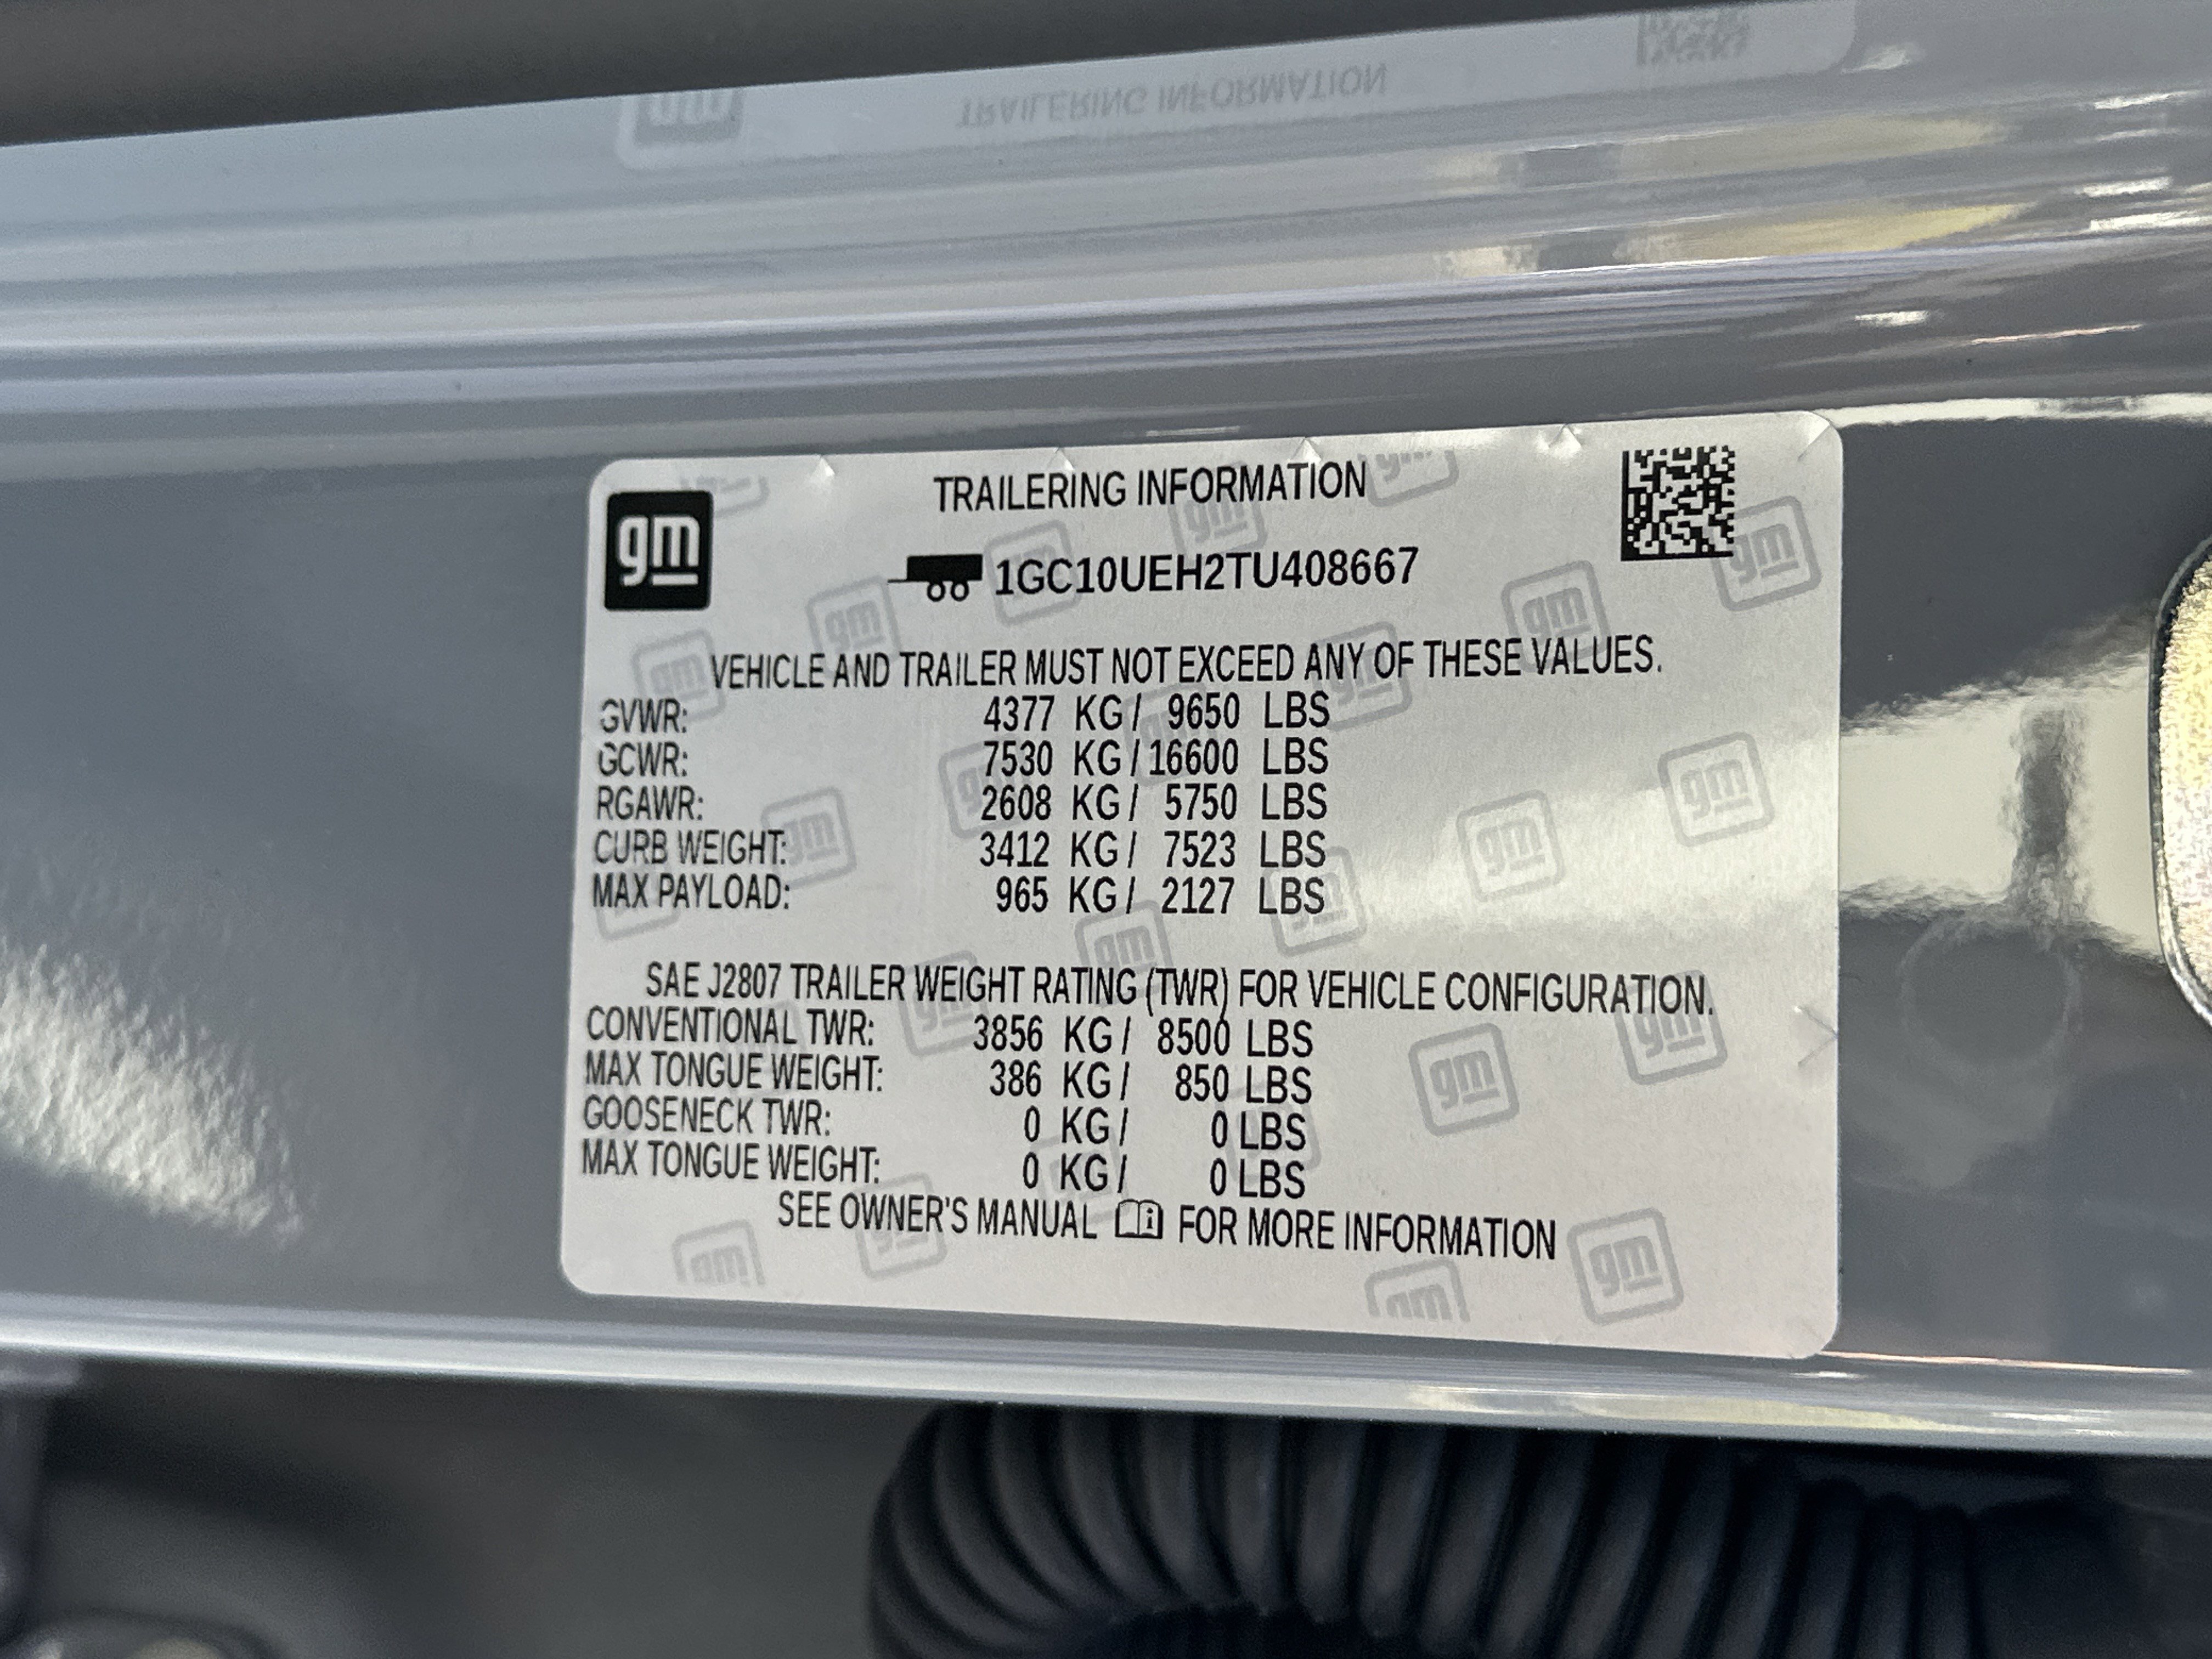 TRAILERING INFORMATION
gm
TRAILERING INFORMATION
1GC10UEH2TU408667
VEHICLE AND TRAILER MUST NOT EXCEED ANY OF THESE VALUES.
GVWR: 4377 KG/ 9650 LBS
GCWR: 7530 KG/16600 LBS
RGAWR: 2608 KG/ 5750 LBS
CURB WEIGHT: 3412 KG/ 7523 LBS
MAX PAYLOAD: 965 KG/ 2127 LBS
SAE J2807 TRAILER WEIGHT RATING (TWR) FOR VEHICLE CONFIGURATION.
CONVENTIONAL TWR: 3856 KG/ 8500 LBS
MAX TONGUE WEIGHT: 386 KG/ 850 LBS
GOOSENECK TWR: 0 KG/ 0 LBS
MAX TONGUE WEIGHT: 0 KG/ 0 LBS
SEE OWNER'S MANUAL FOR MORE INFORMATION